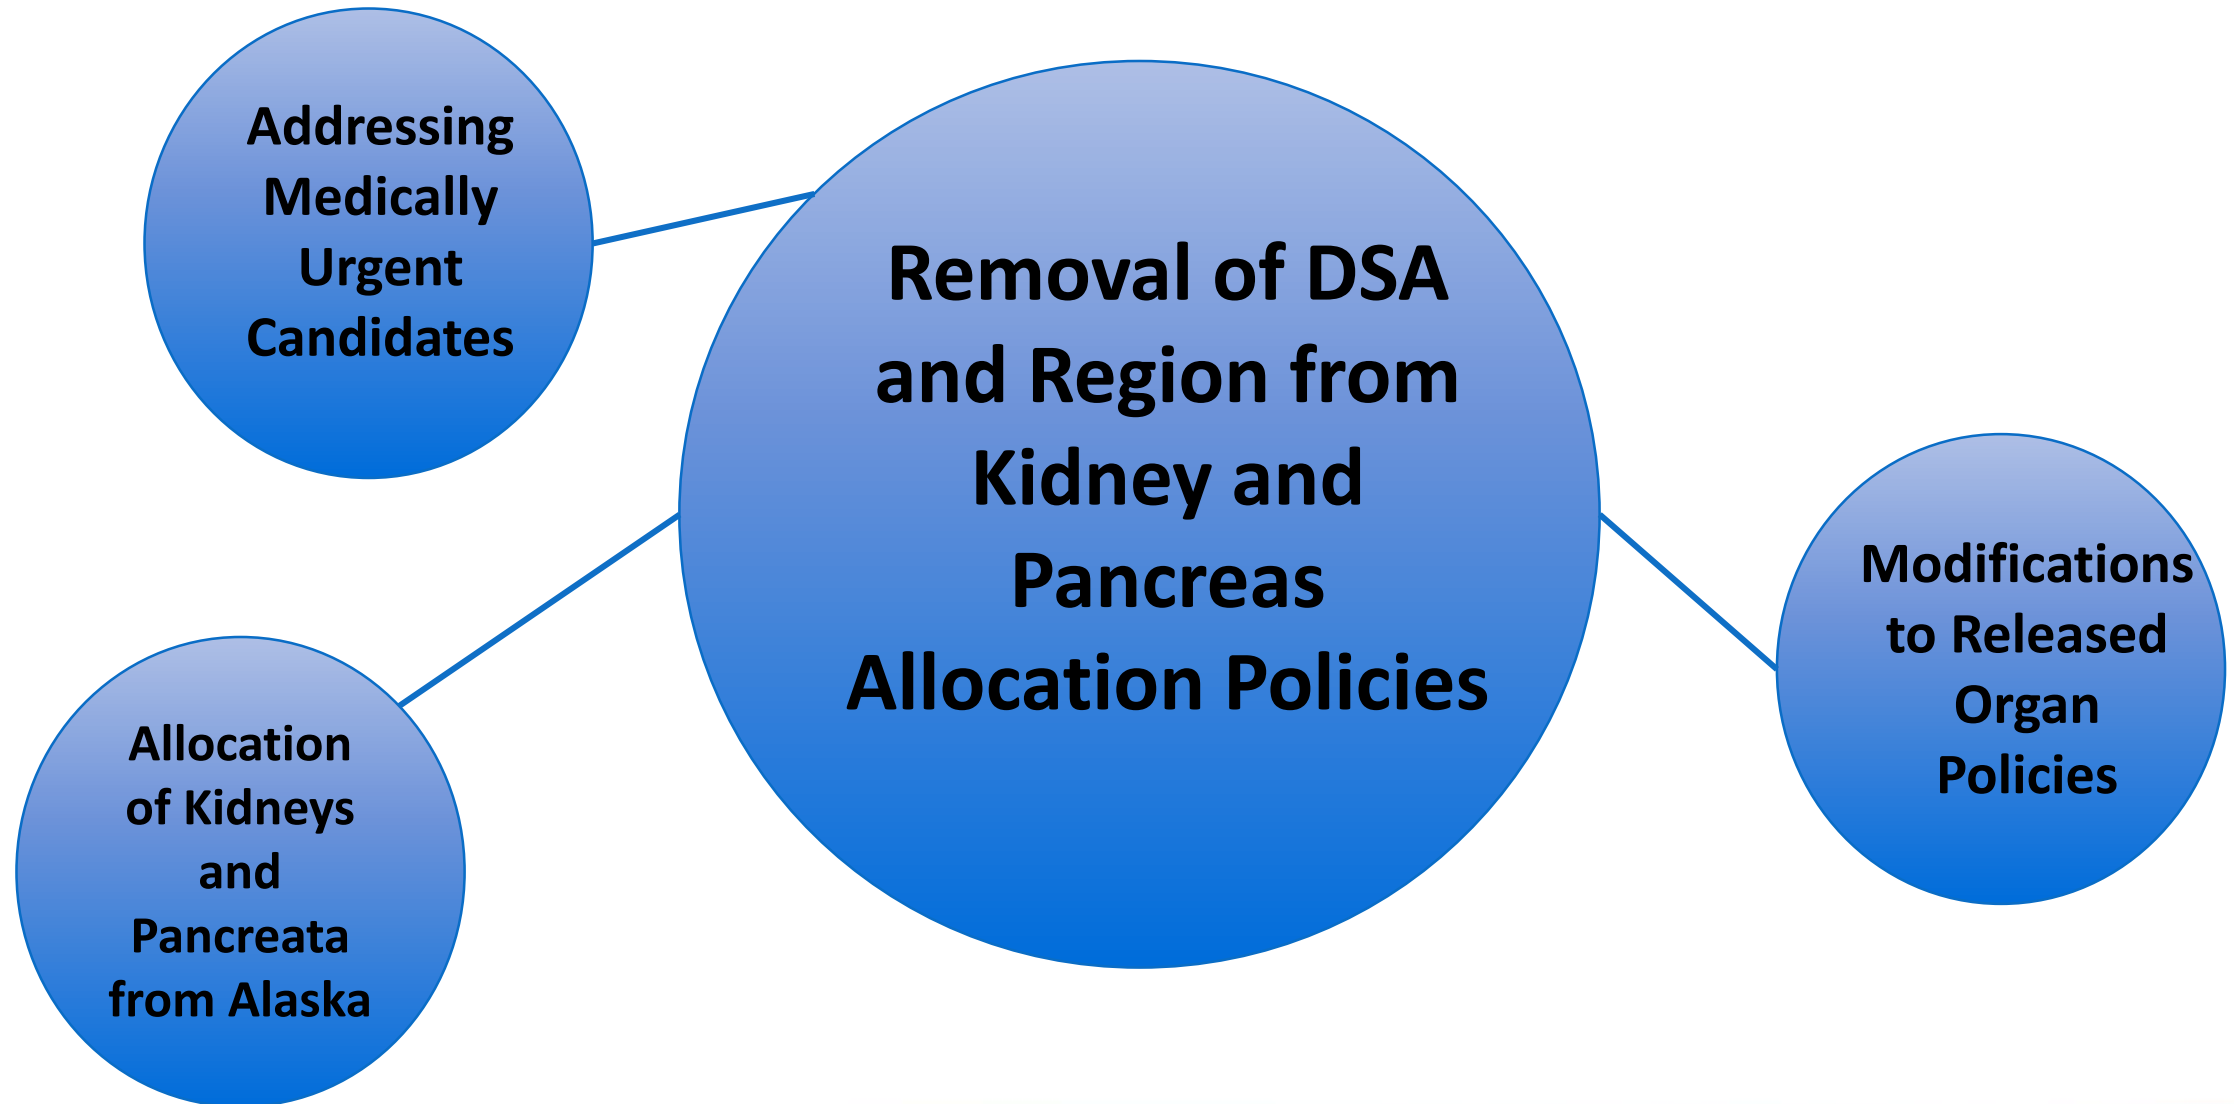 Addressing
Medically
Urgent
Candidates
Removal of DSA
and Region from
Kidney and
Pancreas
Allocation Policies
Allocation
of Kidneys
and
Pancreata
from Alaska
Modifications
to Released
Organ
Policies